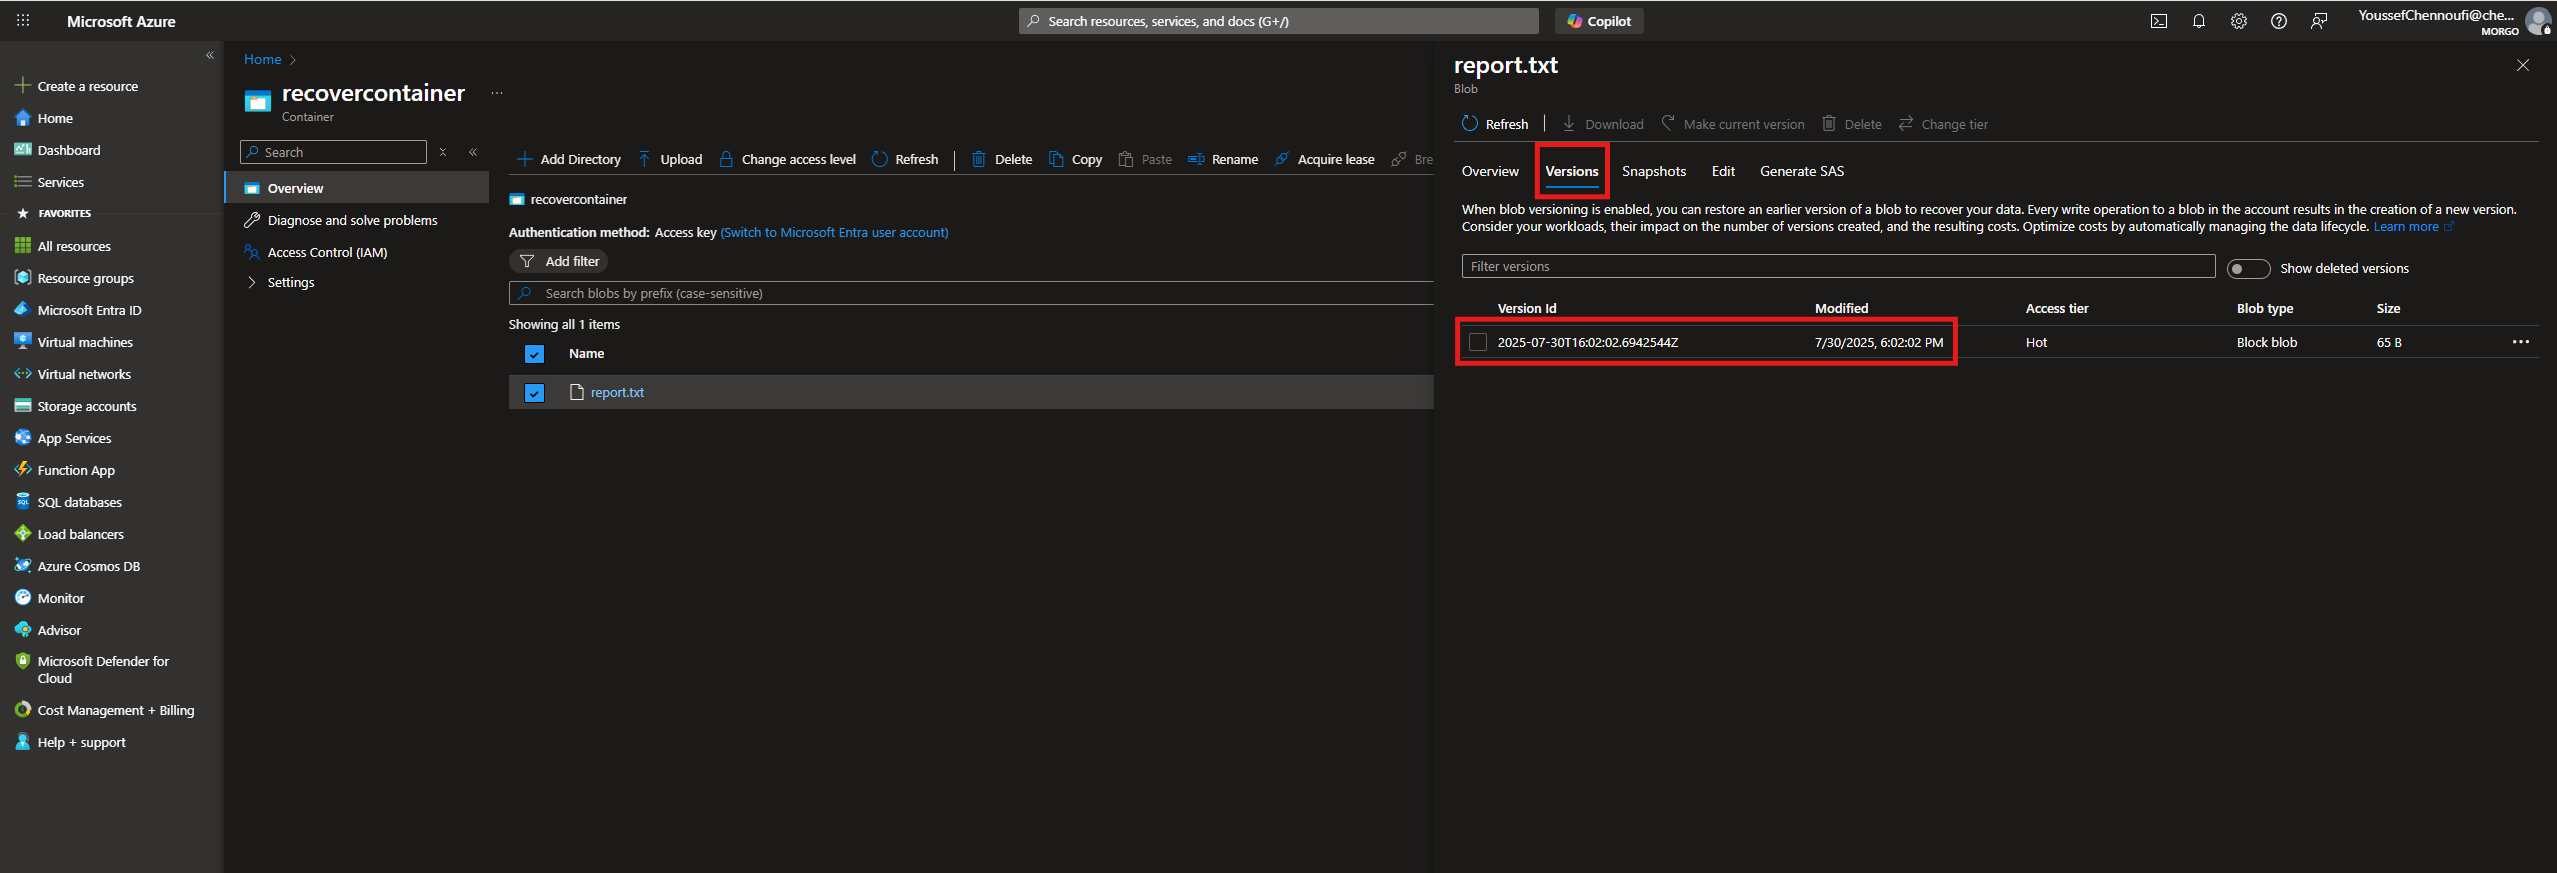 Microsoft Azure
Search resources, services, and docs (G+/)
Copilot
YoussefChennoufi@che...
MORGO
Create a resource
Home
Dashboard
Services
FAVORITES
All resources
Resource groups
Microsoft Entra ID
Virtual machines
Virtual networks
Storage accounts
App Services
Function App
SQL databases
Load balancers
Azure Cosmos DB
Monitor
Advisor
Microsoft Defender for
Cloud
Cost Management + Billing
Help + support
Home
recovercontainer
Container
Search
Overview
Diagnose and solve problems
Access Control (IAM)
Settings
Add Directory Upload Change access level Refresh Delete Copy Paste Rename Acquire lease Bre
recovercontainer
Authentication method: Access key (Switch to Microsoft Entra user account)
Add filter
Search blobs by prefix (case-sensitive)
Showing all 1 items
Name
report.txt
report.txt
Blob
Refresh Download Make current version Delete Change tier
Overview Versions Snapshots Edit Generate SAS
When blob versioning is enabled, you can restore an earlier version of a blob to recover your data. Every write operation to a blob in the account results in the creation of a new version.
Consider your workloads, their impact on the number of versions created, and the resulting costs. Optimize costs by automatically managing the data lifecycle. Learn more
Filter versions
Show deleted versions
Version Id Modified Access tier Blob type Size
2025-07-30T16:02:02.6942544Z 7/30/2025, 6:02:02 PM Hot Block blob 65 B